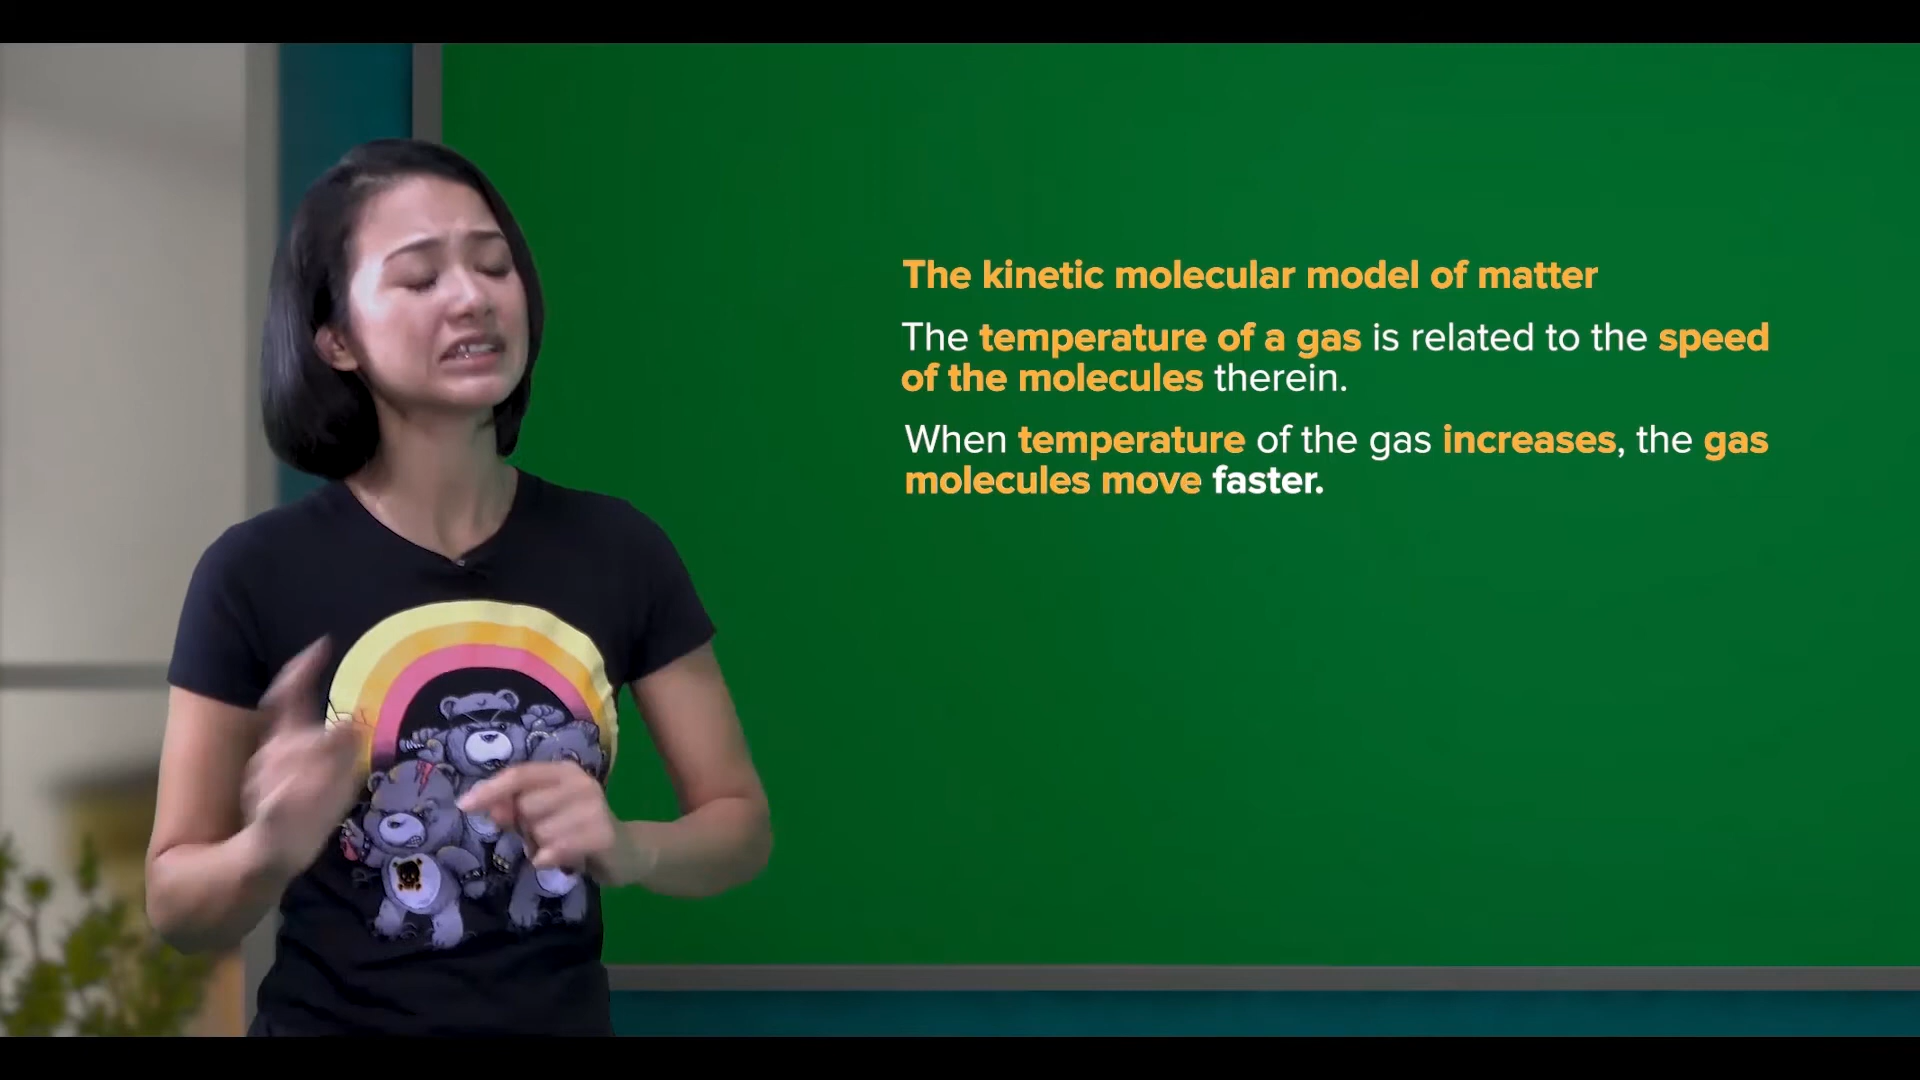 The kinetic molecular model of matter
The temperature of a gas is related to the speed
of the molecules therein.
When temperature of the gas increases, the gas
molecules move faster.